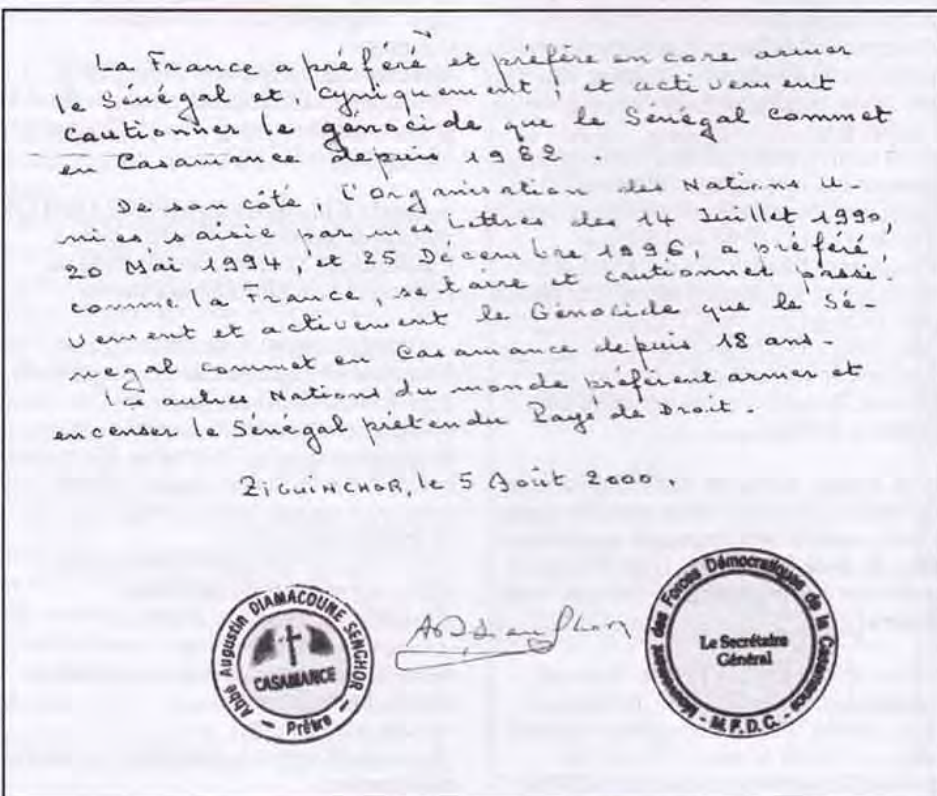 La France a préféré et préfère encore armer
le Sénégal et cyniquement, et activement
cautionner le génocide que le Sénégal commet
en Casamance depuis 1982.
De son côté, l'Organisation des Nations U
nies, saisie par mes Lettres des 14 Juillet 1990,
20 Mai 1994, et 25 Décembre 1996, a préféré,
comme la France, se taire et cautionner passi
vement et activement le Génocide que le Sé-
négal commet en Casamance depuis 18 ans.
Les autres Nations du monde préfèrent armer et
encenser le Sénégal prétendu Pays de Droit.
ZIGUINCHOR, le 5 Août 2000
Abbé Augustin DIAMACOUNE SENGHOR
CASAMANCE
- Prêtre -
Mouvement des Forces Démocratiques de la Casamance
Le Secrétaire
Général
- M.F.D.C. -